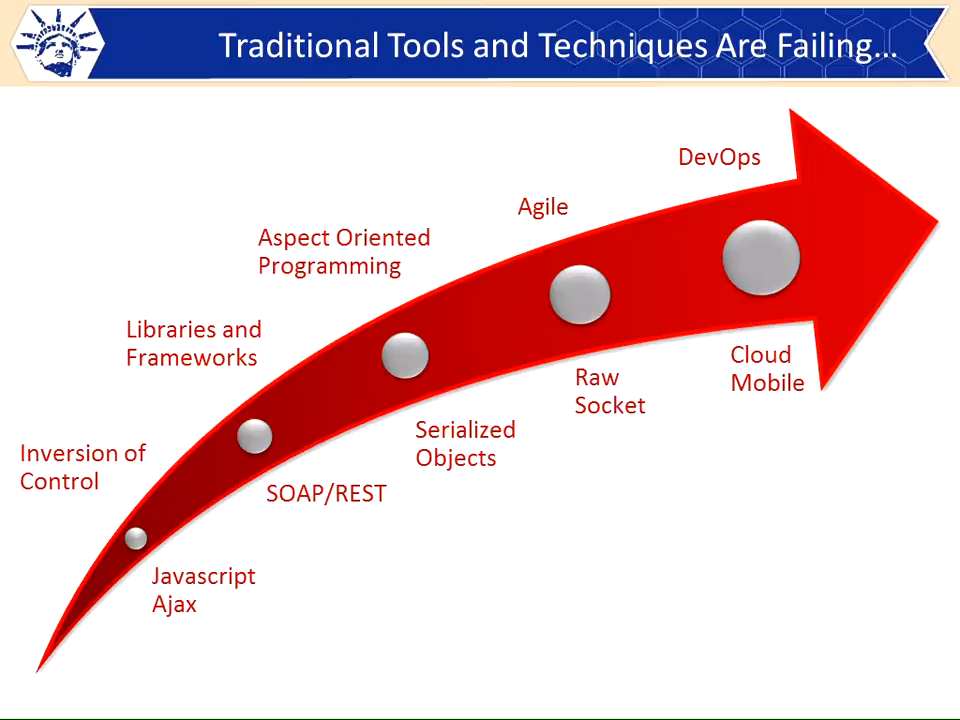 Traditional Tools and Techniques Are Failing...
DevOps
Agile
Aspect Oriented
Programming
Libraries and
Frameworks
Inversion of
Control
Cloud
Mobile
Raw
Socket
Serialized
Objects
SOAP/REST
Javascript
Ajax